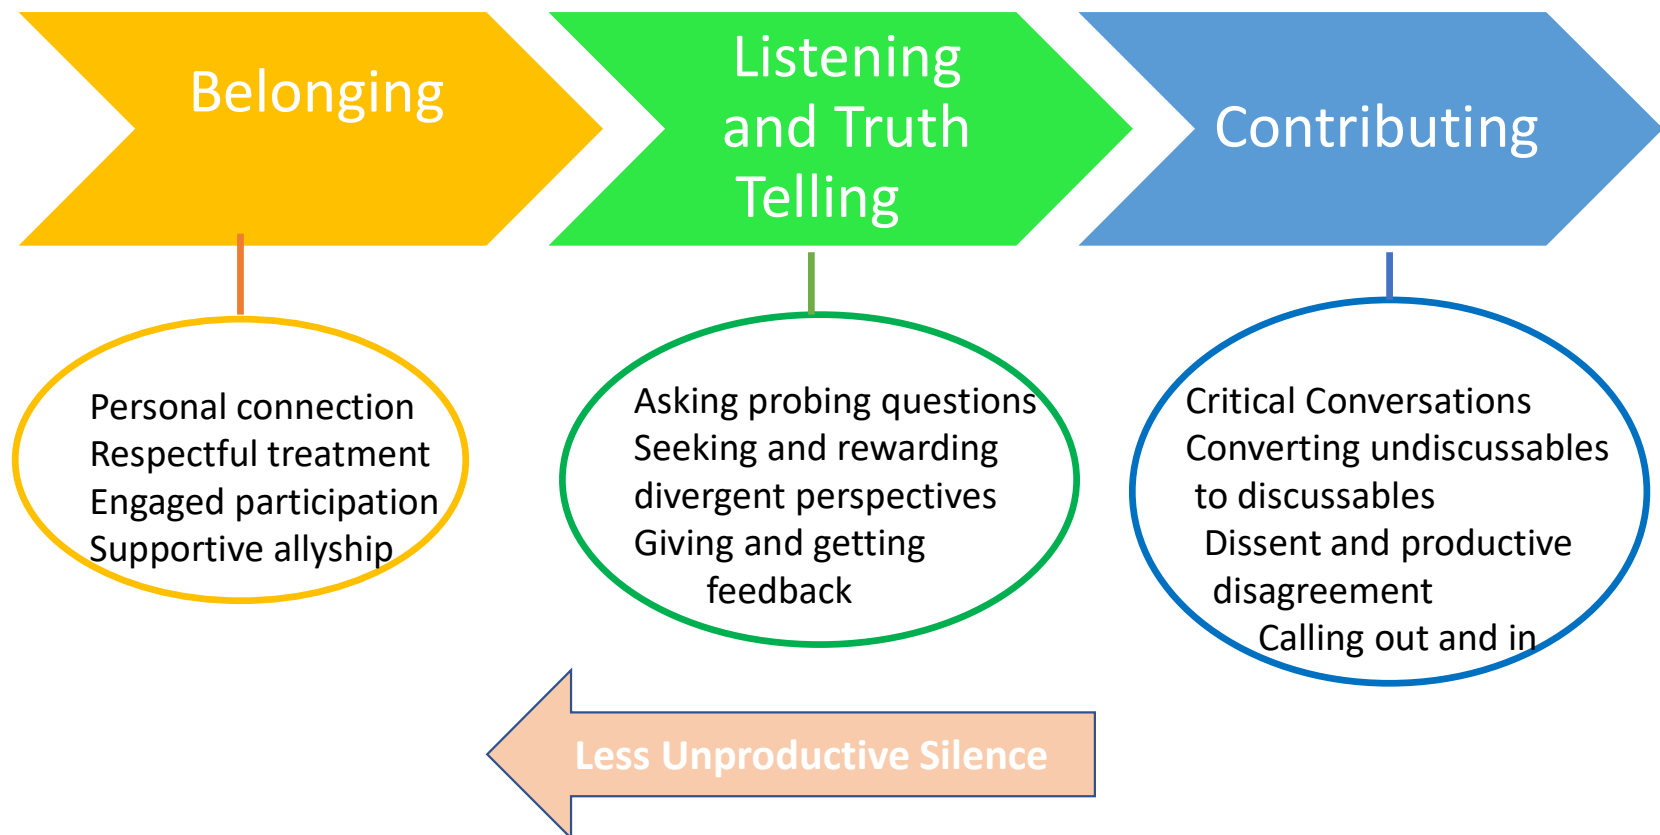 Belonging
Listening
and Truth
Telling
Contributing
Personal connection
Respectful treatment
Engaged participation
Supportive allyship
Asking probing questions
Seeking and rewarding
divergent perspectives
Giving and getting
feedback
Critical Conversations
Converting undiscussables
to discussables
Dissent and productive
disagreement
Calling out and in
Less Unproductive Silence